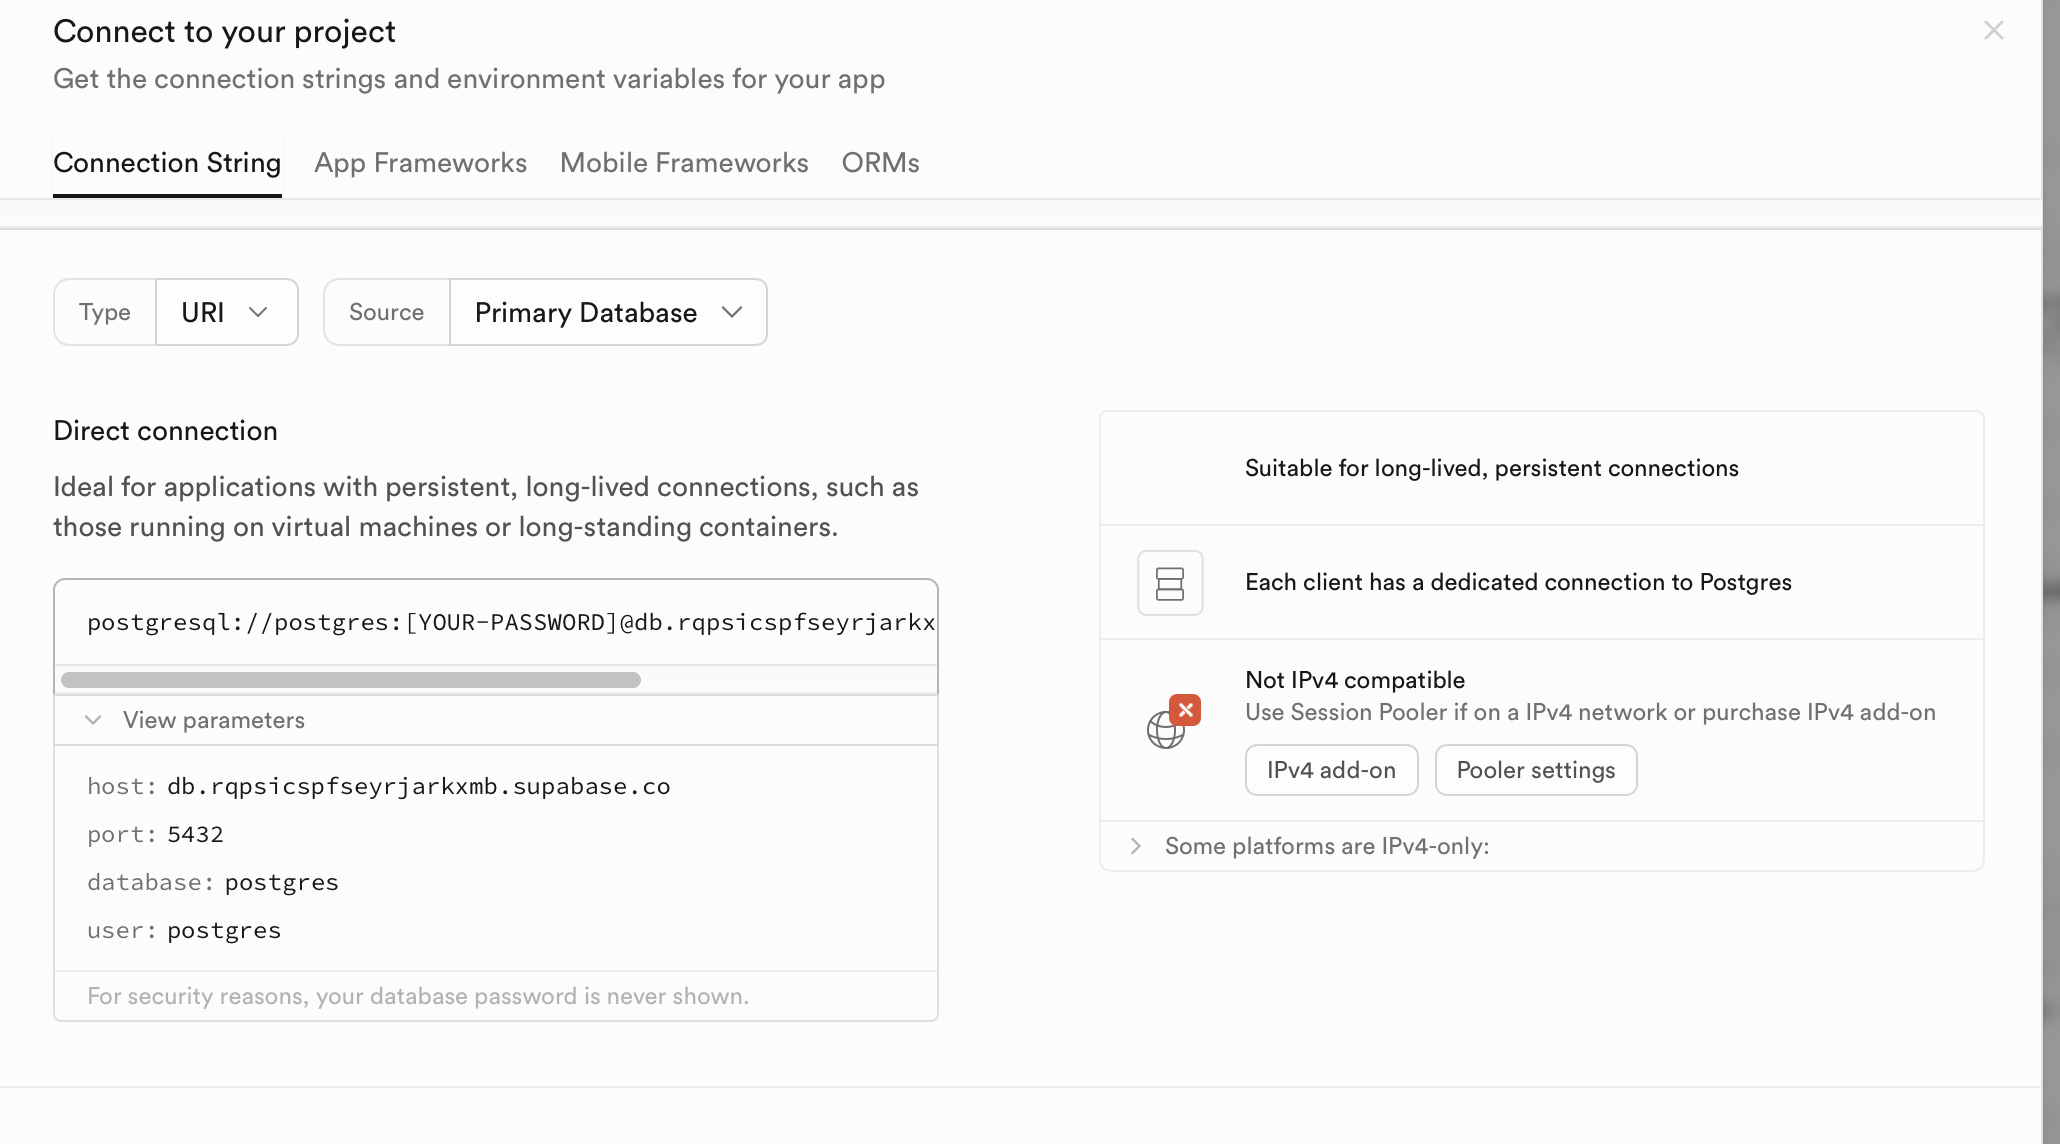 Connect to your project
Get the connection strings and environment variables for your app
Connection String App Frameworks Mobile Frameworks ORMs
Type URI Source Primary Database
Direct connection
Ideal for applications with persistent, long-lived connections, such as
those running on virtual machines or long-standing containers.
postgresql://postgres:[YOUR-PASSWORD]@db.rqpsicspfseyrjarkx
View parameters
host: db.rqpsicspfseyrjarkxmb.supabase.co
port: 5432
database: postgres
user: postgres
For security reasons, your database password is never shown.
Suitable for long-lived, persistent connections
Each client has a dedicated connection to Postgres
Not IPv4 compatible
Use Session Pooler if on a IPv4 network or purchase IPv4 add-on
IPv4 add-on Pooler settings
Some platforms are IPv4-only: